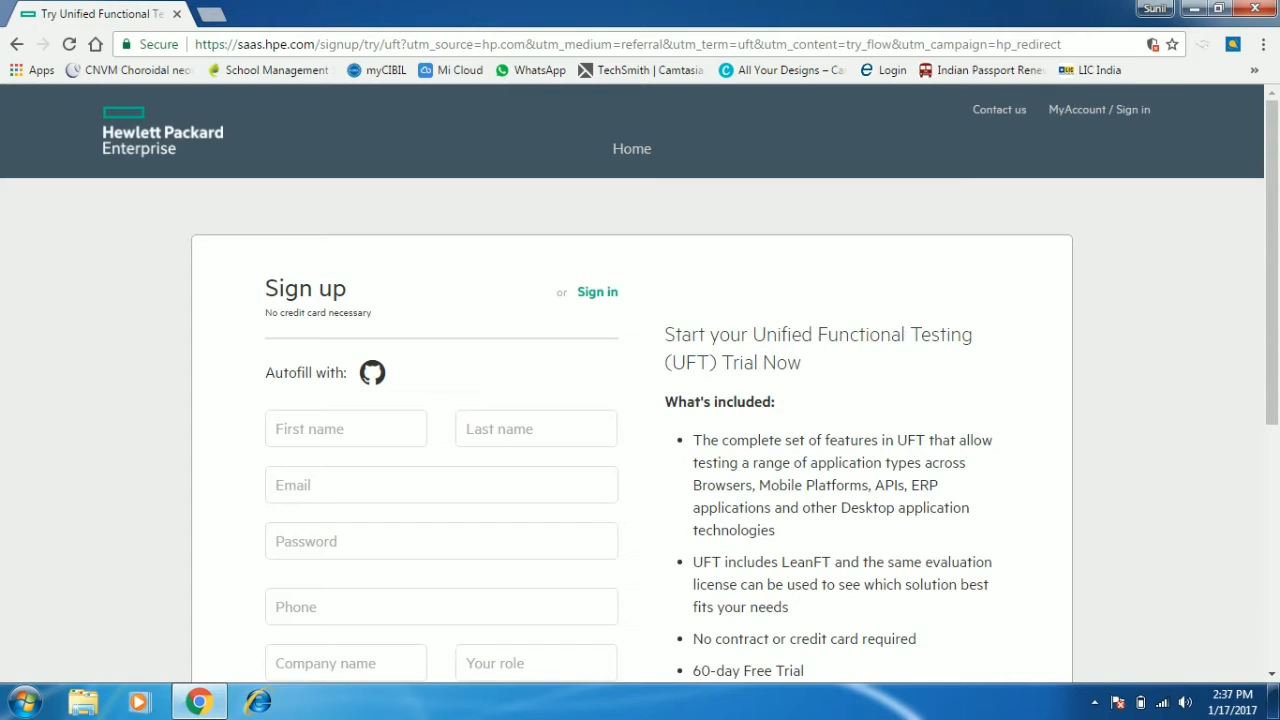 Try Unified Functional Te
Sunil
Secure
https://saas.hpe.com/signup/try/uft?utm_source=hp.com&utm_medium=referral&utm_term=uft&utm_content=try_flow&utm_campaign=hp_redirect
Apps
CNVM Choroidal neo
School Management
myCIBIL
Mi Cloud
WhatsApp
TechSmith | Camtasia
All Your Designs – Ca
Login
Indian Passport Rene
LIC India
»
Contact us
MyAccount / Sign in
Hewlett Packard
Enterprise
Home
Sign up
or Sign in
No credit card necessary
Autofill with:
First name
Last name
Email
Password
Phone
Company name
Your role
Start your Unified Functional Testing
(UFT) Trial Now
What's included:
• The complete set of features in UFT that allow
testing a range of application types across
Browsers, Mobile Platforms, APIs, ERP
applications and other Desktop application
technologies
• UFT includes LeanFT and the same evaluation
license can be used to see which solution best
fits your needs
• No contract or credit card required
• 60-day Free Trial
2:37 PM
1/17/2017